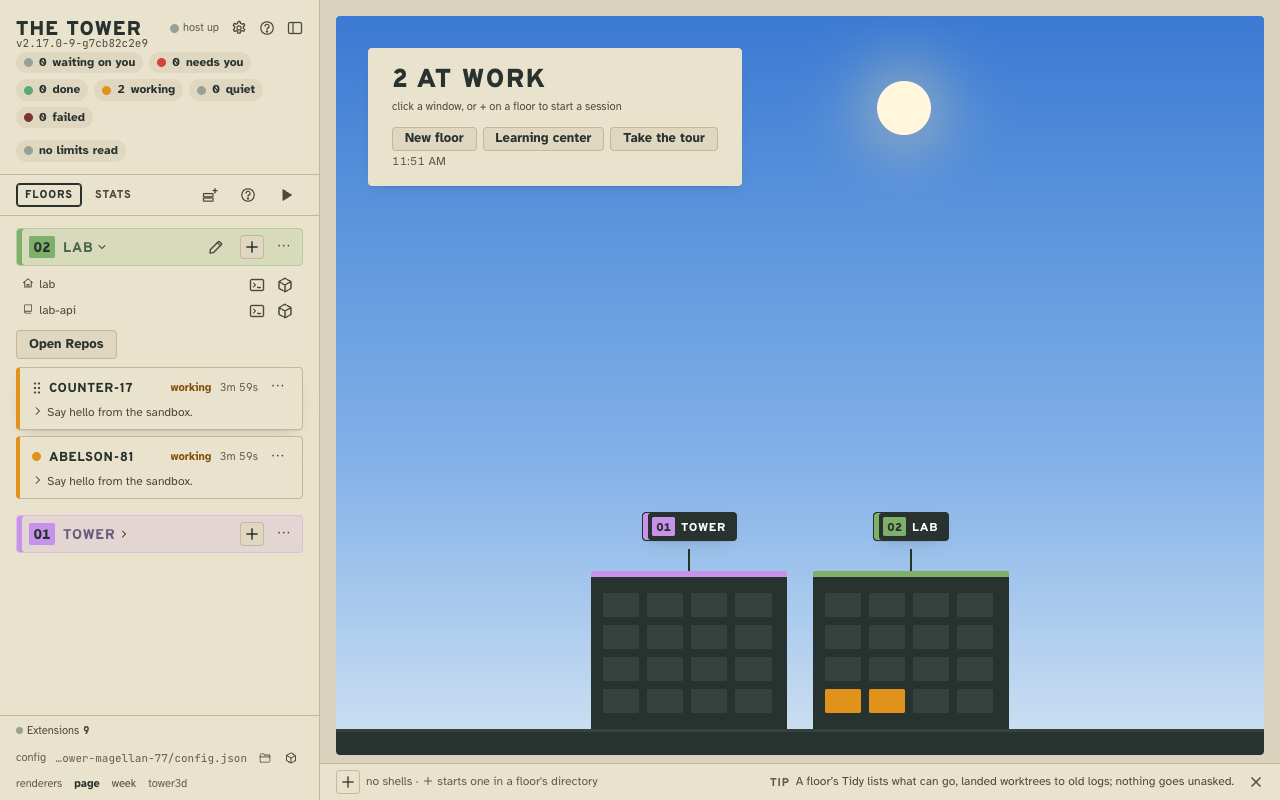 THE TOWER
host up
v2.17.0-9-g7cb82c2e9
0 waiting on you
0 needs you
0 done
2 working
0 quiet
0 failed
no limits read
FLOORS
STATS
02 LAB
lab
lab-api
Open Repos
COUNTER-17 working 3m 59s
Say hello from the sandbox.
ABELSON-81 working 3m 59s
Say hello from the sandbox.
01 TOWER
Extensions 9
config …ower-magellan-77/config.json
renderers page week tower3d
2 AT WORK
click a window, or + on a floor to start a session
New floor
Learning center
Take the tour
11:51 AM
01 TOWER
02 LAB
no shells · + starts one in a floor's directory
TIP A floor's Tidy lists what can go, landed worktrees to old logs; nothing goes unasked.